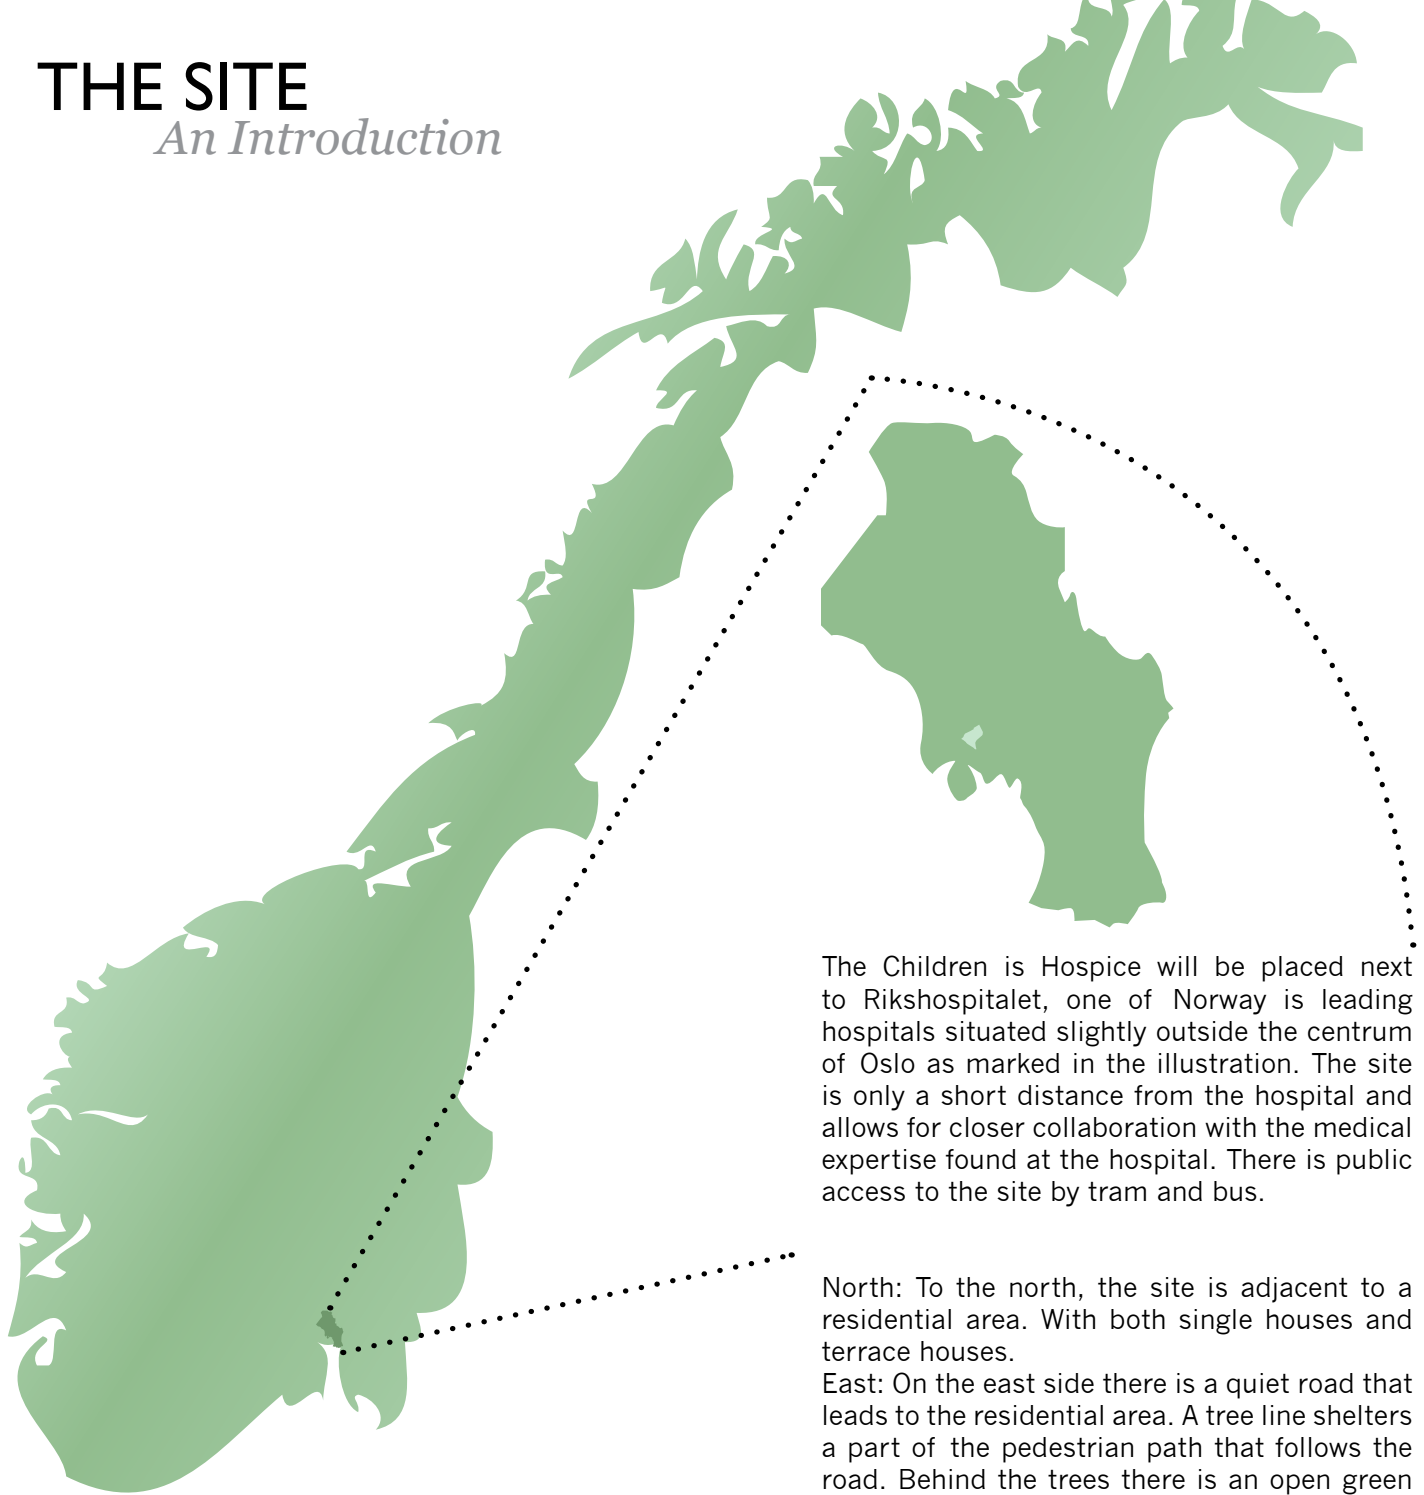 THE SITE
An Introduction
The Children is Hospice will be placed next
to Rikshospitalet, one of Norway is leading
hospitals situated slightly outside the centrum
of Oslo as marked in the illustration. The site
is only a short distance from the hospital and
allows for closer collaboration with the medical
expertise found at the hospital. There is public
access to the site by tram and bus.
North: To the north, the site is adjacent to a
residential area. With both single houses and
terrace houses.
East: On the east side there is a quiet road that
leads to the residential area. A tree line shelters
a part of the pedestrian path that follows the
road. Behind the trees there is an open green